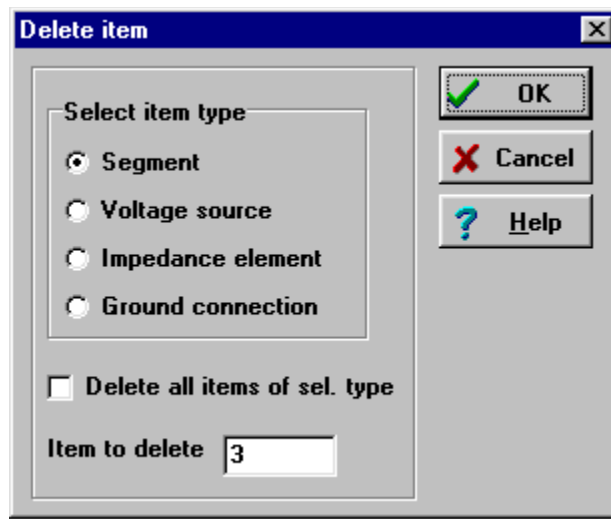 Delete item
Select item type
Segment
Voltage source
Impedance element
Ground connection
Delete all items of sel. type
Item to delete 3
OK
Cancel
Help